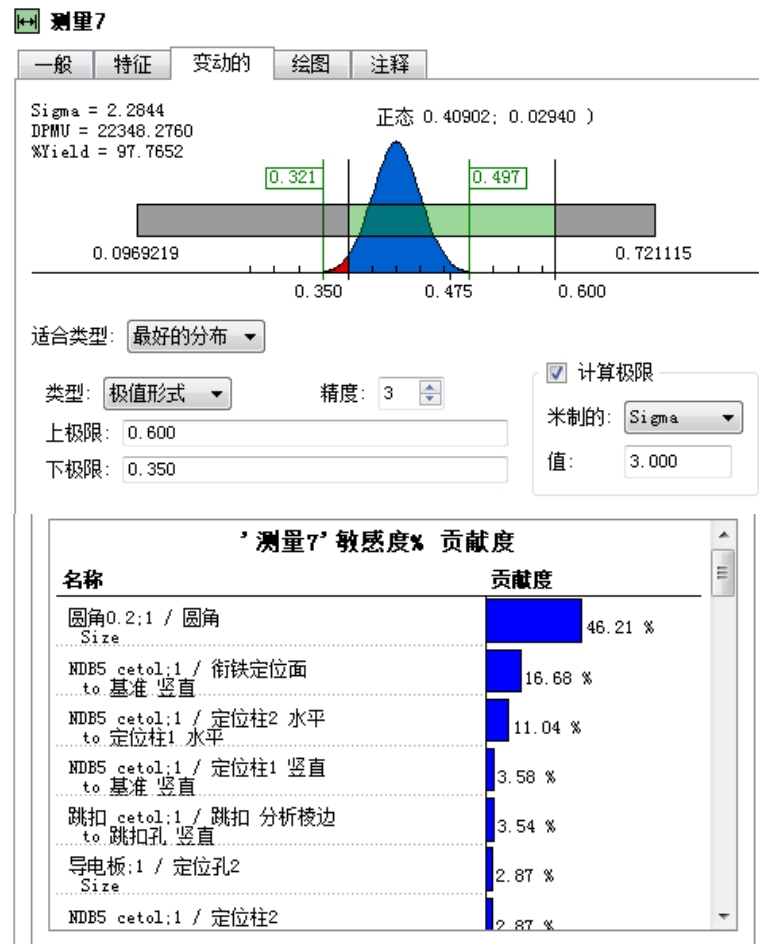 测量7
一般 特征 变动的 绘图 注释
Sigma = 2.2844
DPMU = 22348.2760
%Yield = 97.7652
正态 0.40902; 0.02940 )
0.321 0.497
0.0969219 0.721115
0.350 0.475 0.600
适合类型: 最好的分布
类型: 极值形式 精度: 3
上极限: 0.600
下极限: 0.350
计算极限
米制的: Sigma
值: 3.000
'测量7'敏感度% 贡献度
名称 贡献度
圆角0.2;1 / 圆角
Size
46.21 %
NDB5 cetol;1 / 衔铁定位面
to 基准 竖直
16.68 %
NDB5 cetol;1 / 定位柱2 水平
to 定位柱1 水平
11.04 %
NDB5 cetol;1 / 定位柱1 竖直
to 基准 竖直
3.58 %
跳扣 cetol;1 / 跳扣 分析棱边
to 跳扣孔 竖直
3.54 %
导电板;1 / 定位孔2
Size
2.87 %
NDB5 cetol;1 / 定位柱2
2.87 %